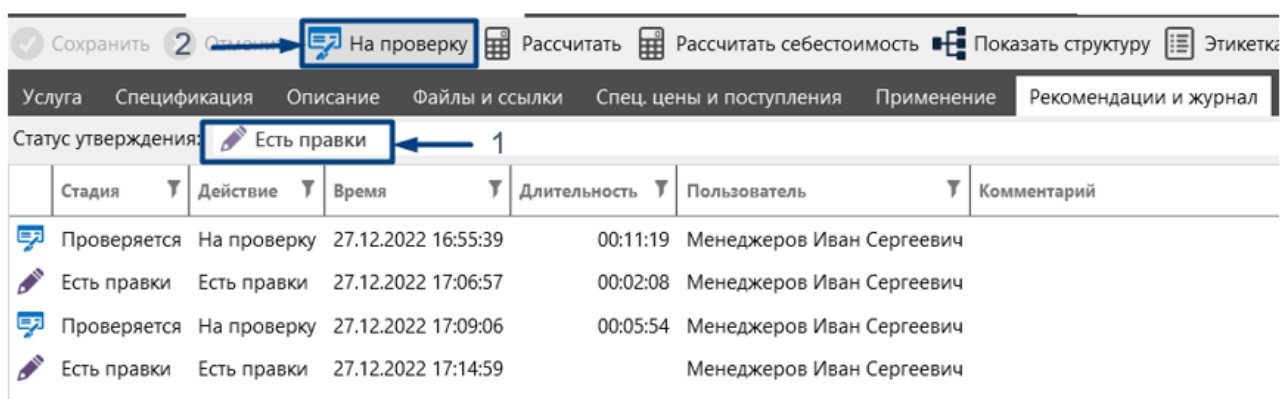 Сохранить 2 Отменить На проверку Рассчитать Рассчитать себестоимость Показать структуру Этикетка
Услуга Спецификация Описание Файлы и ссылки Спец. цены и поступления Применение Рекомендации и журнал
Статус утверждения: Есть правки 1
Стадия Действие Время Длительность Пользователь Комментарий
Проверяется На проверку 27.12.2022 16:55:39 00:11:19 Менеджеров Иван Сергеевич
Есть правки Есть правки 27.12.2022 17:06:57 00:02:08 Менеджеров Иван Сергеевич
Проверяется На проверку 27.12.2022 17:09:06 00:05:54 Менеджеров Иван Сергеевич
Есть правки Есть правки 27.12.2022 17:14:59 Менеджеров Иван Сергеевич